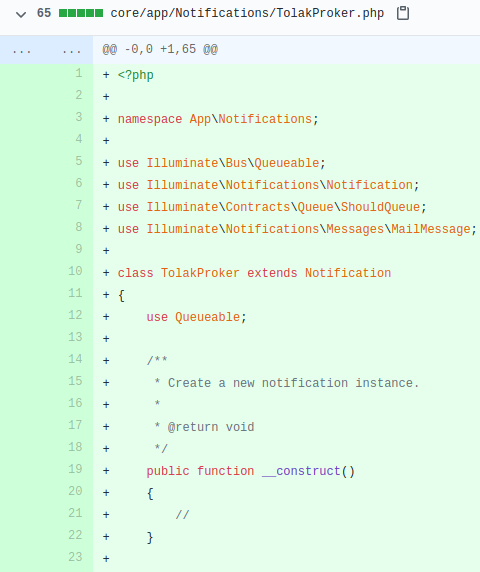 65 core/app/Notifications/TolakProker.php
... ... @@ -0,0 +1,65 @@
1 + <?php
2 +
3 + namespace App\Notifications;
4 +
5 + use Illuminate\Bus\Queueable;
6 + use Illuminate\Notifications\Notification;
7 + use Illuminate\Contracts\Queue\ShouldQueue;
8 + use Illuminate\Notifications\Messages\MailMessage;
9 +
10 + class TolakProker extends Notification
11 + {
12 +     use Queueable;
13 +
14 +     /**
15 +      * Create a new notification instance.
16 +      *
17 +      * @return void
18 +      */
19 +     public function __construct()
20 +     {
21 +         //
22 +     }
23 +